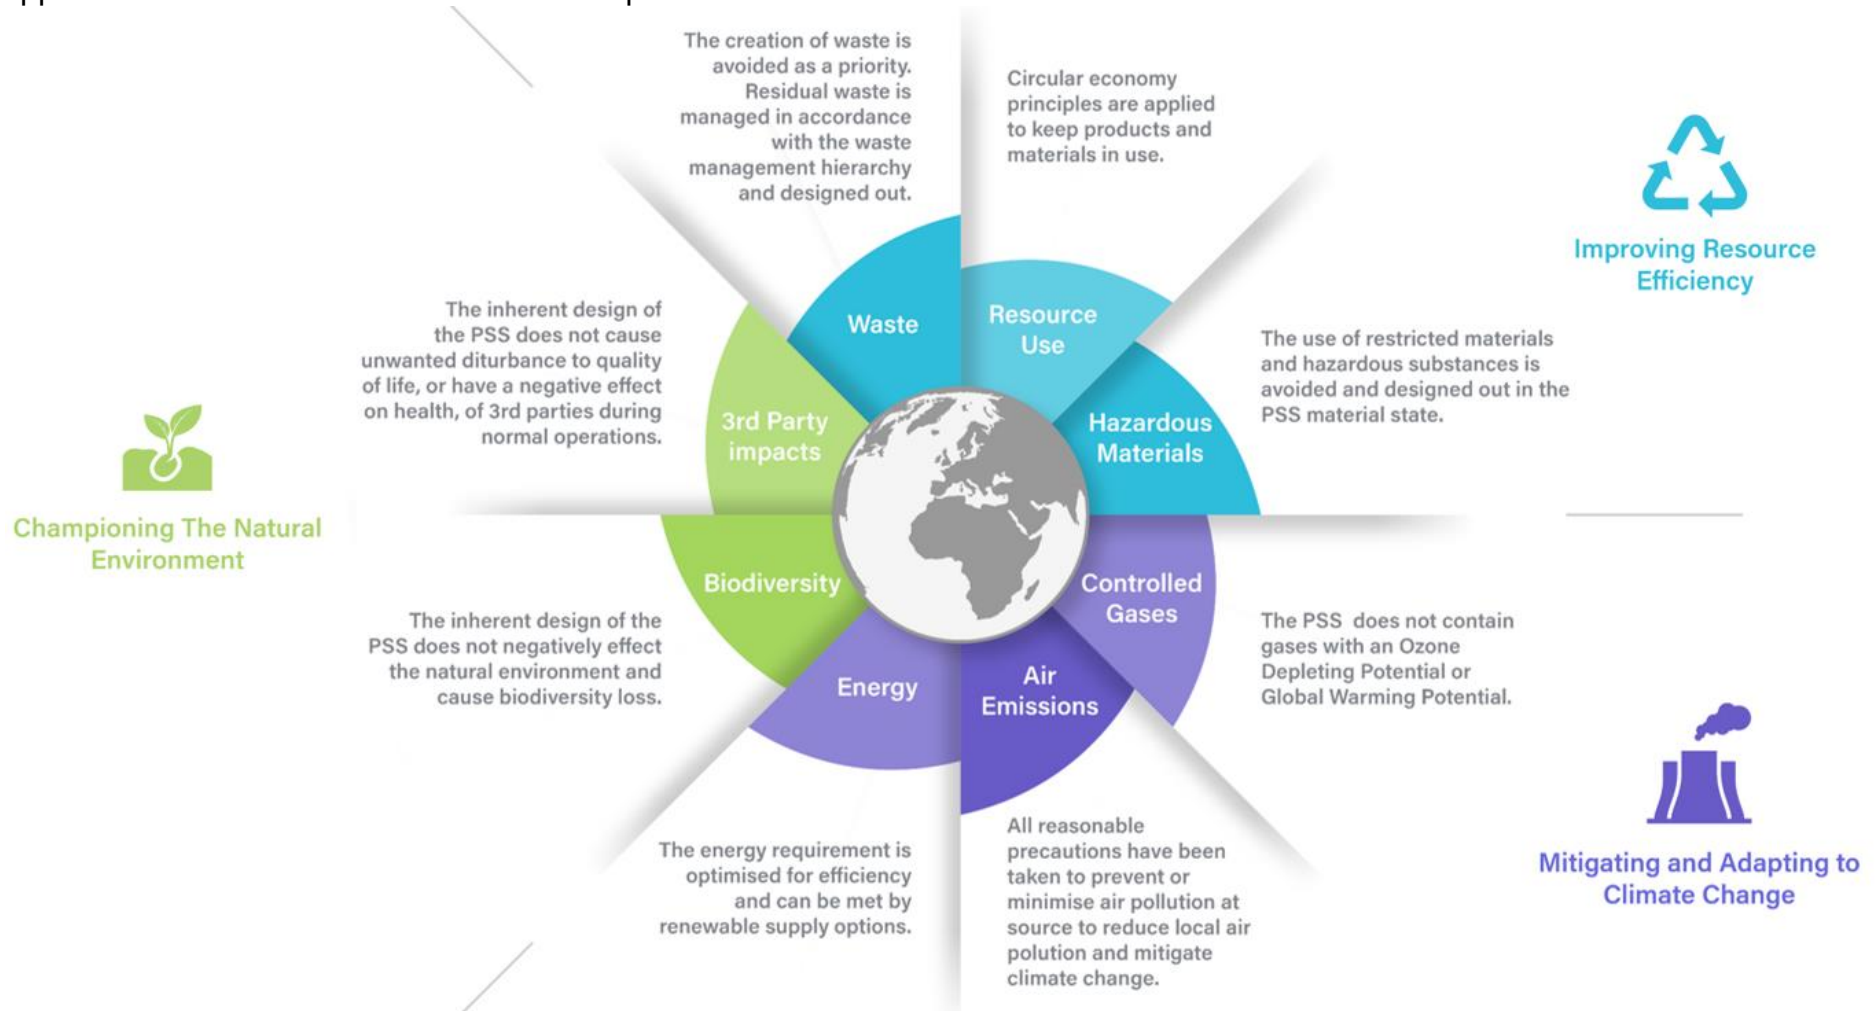 The creation of waste is
avoided as a priority.
Residual waste is
managed in accordance
with the waste
management hierarchy
and designed out.
Circular economy
principles are applied
to keep products and
materials in use.
Improving Resource
Efficiency
Waste
Resource
Use
The inherent design of
the PSS does not cause
unwanted diturbance to quality
of life, or have a negative effect
on health, of 3rd parties during
normal operations.
3rd Party
impacts
Hazardous
Materials
The use of restricted materials
and hazardous substances is
avoided and designed out in the
PSS material state.
Championing The Natural
Environment
Biodiversity
Controlled
Gases
The inherent design of the
PSS does not negatively effect
the natural environment and
cause biodiversity loss.
The PSS does not contain
gases with an Ozone
Depleting Potential or
Global Warming Potential.
Energy
Air
Emissions
The energy requirement is
optimised for efficiency
and can be met by
renewable supply options.
All reasonable
precautions have been
taken to prevent or
minimise air pollution at
source to reduce local air
polution and mitigate
climate change.
Mitigating and Adapting to
Climate Change